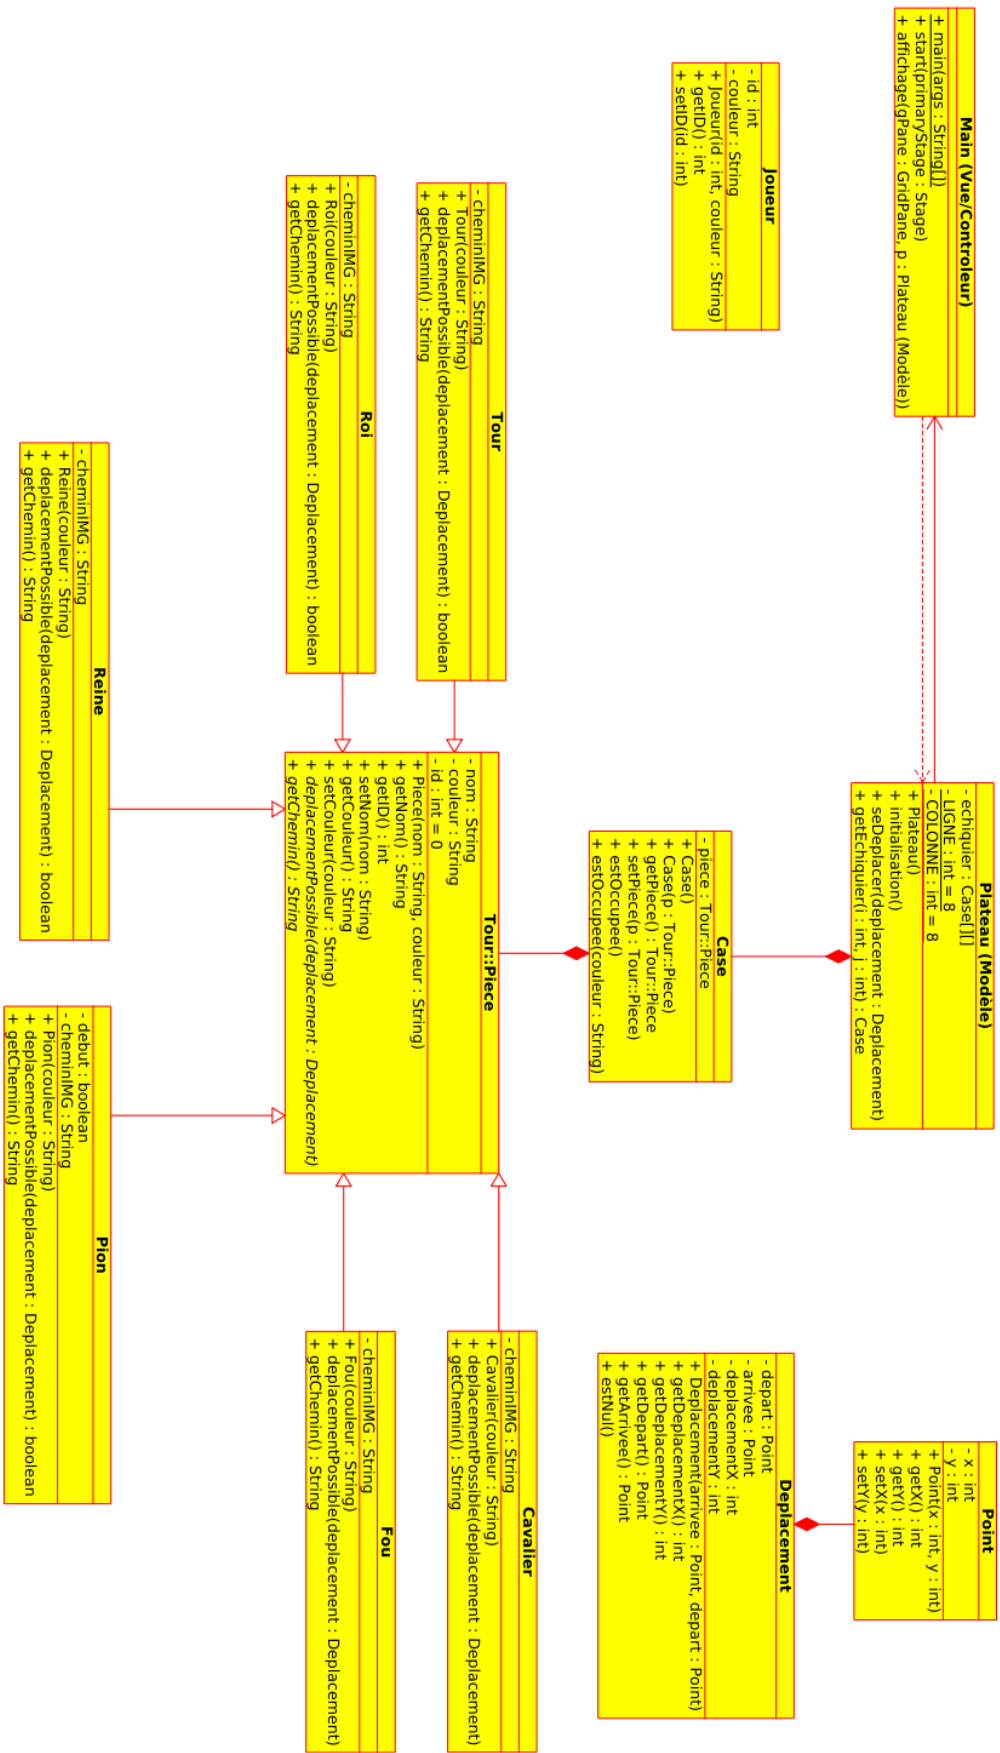 Main (Vue/Controleur)
+ main(args : String[])
+ start(primaryStage : Stage)
+ affichage(gPane : GridPane, p : Plateau (Modèle))
Plateau (Modèle)
- echiquier : Case[][]
- LIGNE : int = 8
- COLONNE : int = 8
+ Plateau()
+ initialisation()
+ seDeplacer(deplacement : Deplacement)
+ getEchiquier(i : int, j : int) : Case
Point
- x : int
- y : int
+ Point(x : int, y : int)
+ getX() : int
+ getY() : int
+ setX(x : int)
+ setY(y : int)
Joueur
- id : int
- couleur : String
+ Joueur(id : int, couleur : String)
+ getID() : int
+ setID(id : int)
Case
- piece : Tour::Piece
+ Case()
+ Case(p : Tour::Piece)
+ getPiece() : Tour::Piece
+ setPiece(p : Tour::Piece)
+ estOccupee()
+ estOccupee(couleur : String)
Deplacement
- depart : Point
- arrivee : Point
- deplacementX : int
- deplacementY : int
+ Deplacement(arrivee : Point, depart : Point)
+ getDeplacementX() : int
+ getDeplacementY() : int
+ getDepart() : Point
+ getArrivee() : Point
+ estNul()
Tour
- cheminIMG : String
+ Tour(couleur : String)
+ deplacementPossible(deplacement : Deplacement) : boolean
+ getChemin() : String
Tour::Piece
- nom : String
- couleur : String
- id : int = 0
+ Piece(nom : String, couleur : String)
+ getNom() : String
+ getID() : int
+ setNom(nom : String)
+ getCouleur() : String
+ setCouleur(couleur : String)
+ deplacementPossible(deplacement : Deplacement)
+ getChemin() : String
Cavalier
- cheminIMG : String
+ Cavalier(couleur : String)
+ deplacementPossible(deplacement : Deplacement)
+ getChemin() : String
Roi
- cheminIMG : String
+ Roi(couleur : String)
+ deplacementPossible(deplacement : Deplacement) : boolean
+ getChemin() : String
Fou
- cheminIMG : String
+ Fou(couleur : String)
+ deplacementPossible(deplacement : Deplacement)
+ getChemin() : String
Reine
- cheminIMG : String
+ Reine(couleur : String)
+ deplacementPossible(deplacement : Deplacement) : boolean
+ getChemin() : String
Pion
- debut : boolean
- cheminIMG : String
+ Pion(couleur : String)
+ deplacementPossible(deplacement : Deplacement) : boolean
+ getChemin() : String